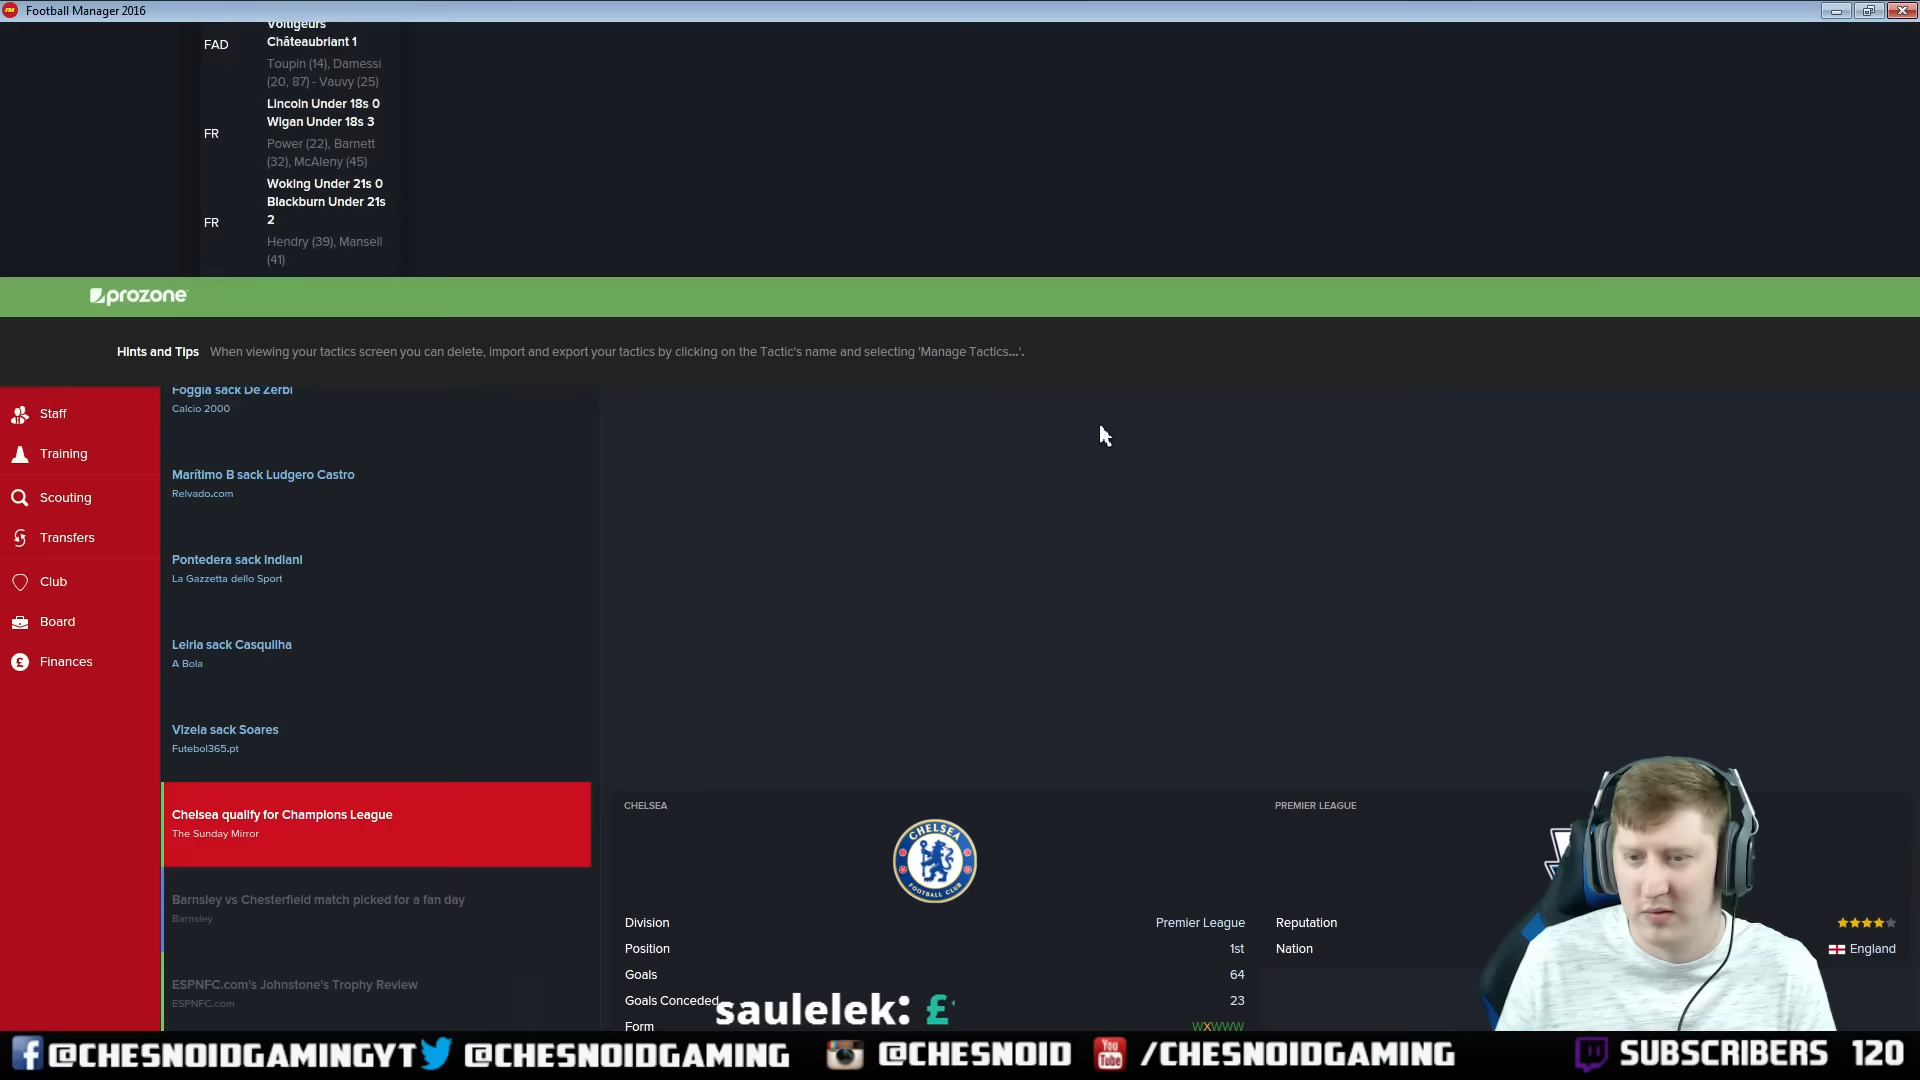 Football Manager 2016
Voltigeurs
Châteaubriant 1
FAD
Toupin (14), Damessi
(20, 87) - Vauvy (25)
Lincoln Under 18s 0
Wigan Under 18s 3
FR
Power (22), Barnett
(32), McAleny (45)
Woking Under 21s 0
Blackburn Under 21s
2
FR
Hendry (39), Mansell
(41)
prozone
Hints and Tips When viewing your tactics screen you can delete, import and export your tactics by clicking on the Tactic's name and selecting 'Manage Tactics...'.
Staff
Training
Scouting
Transfers
Club
Board
Finances
Foggia sack De Zerbi
Calcio 2000
Marítimo B sack Ludgero Castro
Relvado.com
Pontedera sack Indiani
La Gazzetta dello Sport
Leiria sack Casquilha
A Bola
Vizela sack Soares
Futebol365.pt
Chelsea qualify for Champions League
The Sunday Mirror
Barnsley vs Chesterfield match picked for a fan day
Barnsley
ESPNFC.com's Johnstone's Trophy Review
ESPNFC.com
CHELSEA
CHELSEA
FOOTBALL CLUB
Division Premier League
Position 1st
Goals 64
Goals Conceded 23
Form WXWWW
PREMIER LEAGUE
Reputation
Nation England
saulelek: £
@CHESNOIDGAMINGYT @CHESNOIDGAMING @CHESNOID You Tube /CHESNOIDGAMING SUBSCRIBERS 120